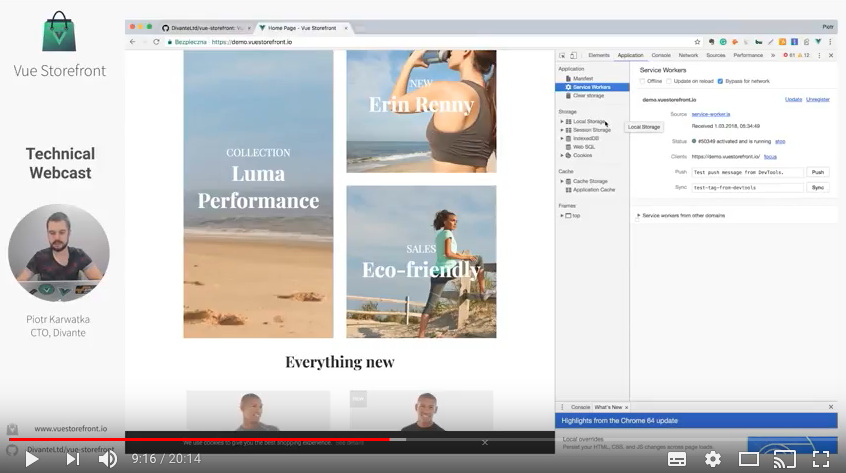 Vue Storefront
Technical
Webcast
Piotr Karwatka
CTO, Divante
www.vuestorefront.io
DivanteLtd/vue-storefront
DivanteLtd/vue-storefront: Vu
Home Page - Vue Storefront
Piotr
Bezpieczna
https://demo.vuestorefront.io
COLLECTION
Luma
Performance
NEW
Erin Renny
SALES
Eco-friendly
Everything new
NEW
We use cookies to give you the best shopping experience.
Elements Application Console Network Sources Performance
81 12
Application
Manifest
Service Workers
Clear storage
Storage
Local Storage
Local Storage
Session Storage
IndexedDB
Web SQL
Cookies
Cache
Cache Storage
Application Cache
Frames
top
Service Workers
Offline Update on reload Bypass for network
demo.vuestorefront.io
Update Unregister
Source service-worker.js
Received 1.03.2018, 05:34:49
Status #50349 activated and is running stop
Clients https://demo.vuestorefront.io/ focus
Push Test push message from DevTools. Push
Sync test-tag-from-devtools Sync
Service workers from other domains
Console What's New
Highlights from the Chrome 64 update
Local overrides
Persist your HTML, CSS, and JS changes across page loads.
9:16 / 20:14